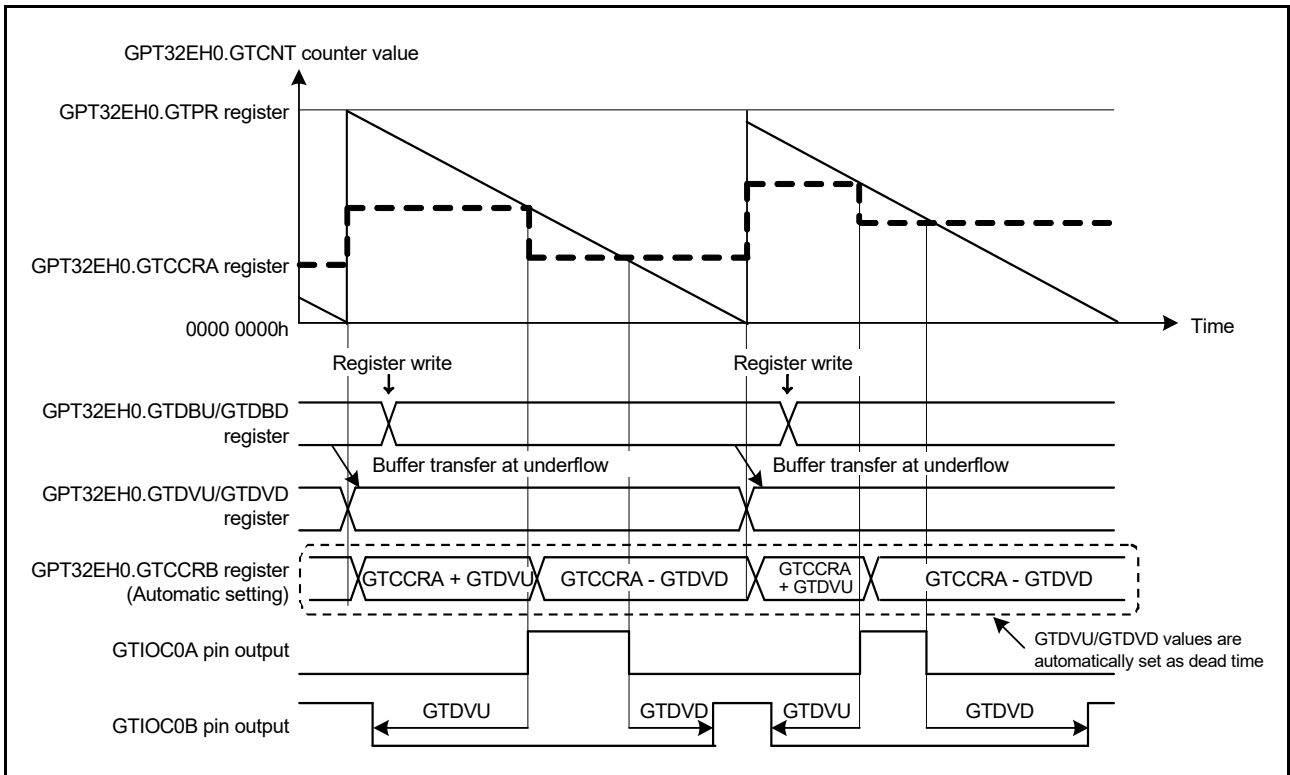 GPT32EH0.GTCNT counter value
GPT32EH0.GTPR register
GPT32EH0.GTCCRA register
0000 0000h
Time
Register write
Register write
GPT32EH0.GTDBU/GTDBD
register
Buffer transfer at underflow
Buffer transfer at underflow
GPT32EH0.GTDVU/GTDVD
register
GPT32EH0.GTCCRB register
(Automatic setting)
GTCCRA + GTDVU
GTCCRA - GTDVD
GTCCRA
+ GTDVU
GTCCRA - GTDVD
GTIOC0A pin output
GTDVU/GTDVD values are
automatically set as dead time
GTIOC0B pin output
GTDVU
GTDVD
GTDVU
GTDVD